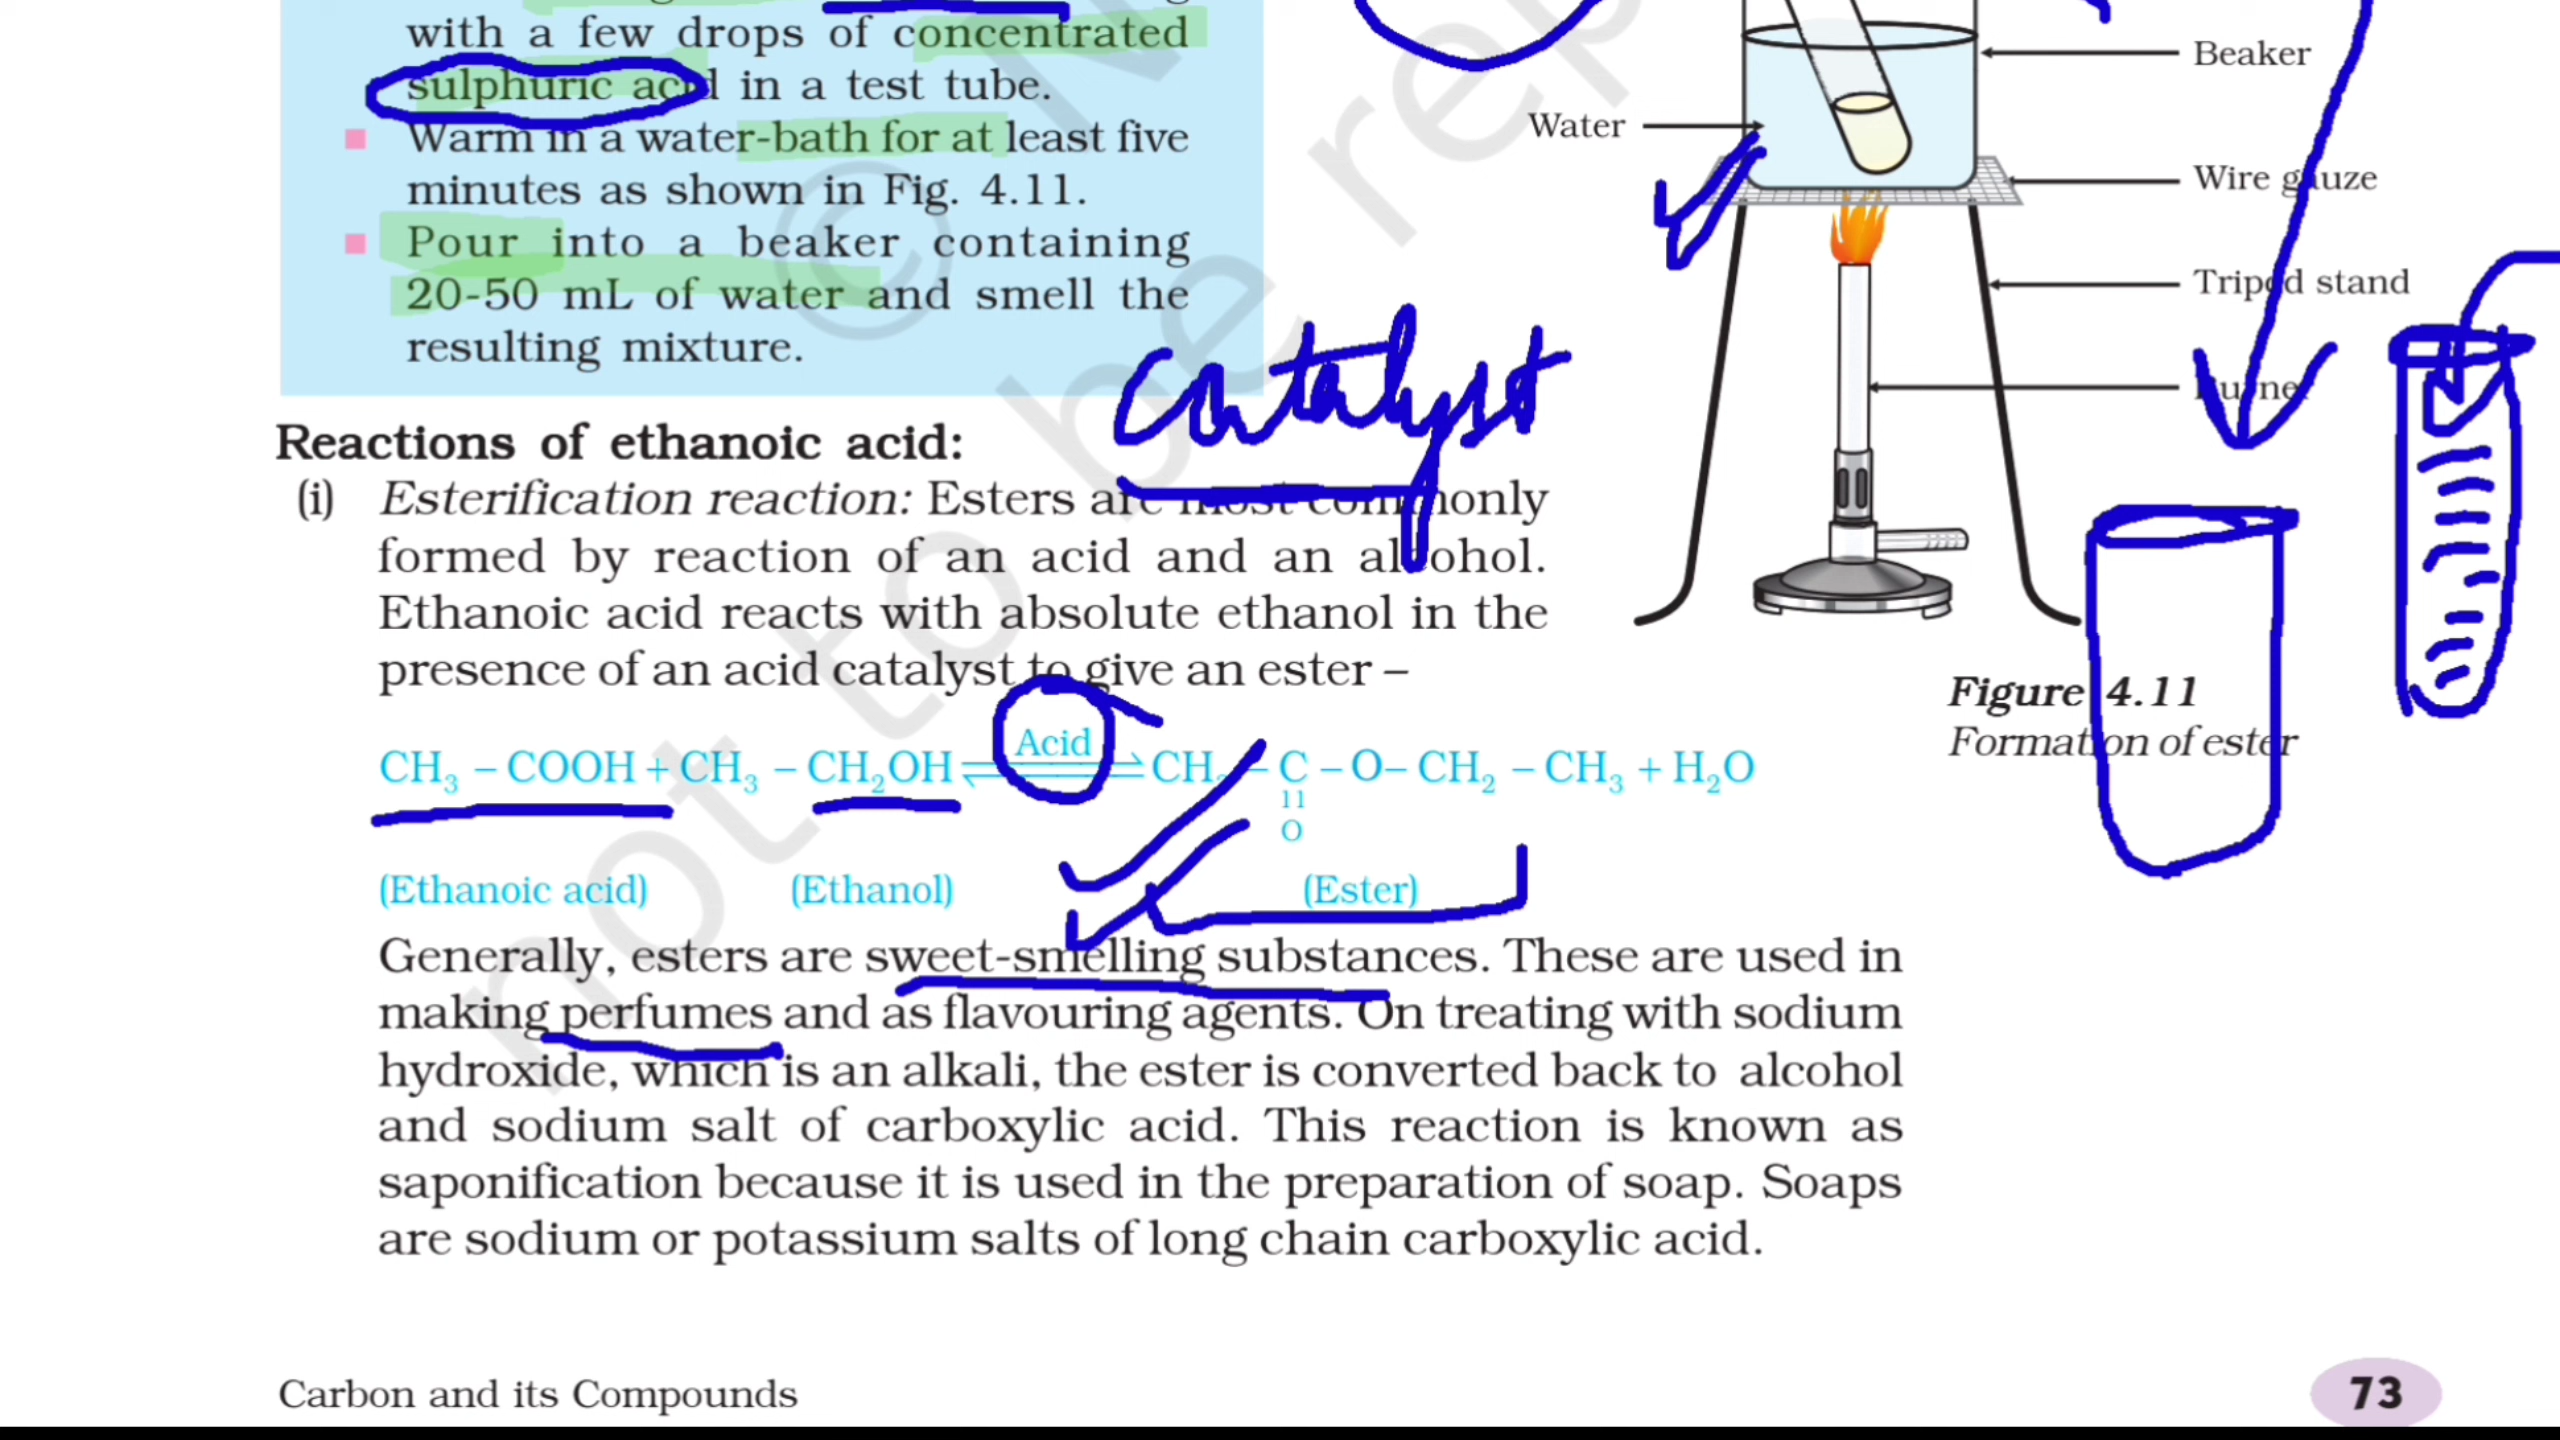 with a few drops of concentrated
sulphuric acid in a test tube.
Warm in a water-bath for at least five
minutes as shown in Fig. 4.11.
Pour into a beaker containing
20-50 mL of water and smell the
resulting mixture.
Beaker
Water
Wire gauze
Tripod stand
Burner
catalyst
Figure 4.11
Formation of ester
Reactions of ethanoic acid:
(i) Esterification reaction: Esters are most commonly
formed by reaction of an acid and an alcohol.
Ethanoic acid reacts with absolute ethanol in the
presence of an acid catalyst to give an ester –
Acid
CH₃ – COOH + CH₃ – CH₂OH ⇌ CH₃ – C – O– CH₂ – CH₃ + H₂O
O
(Ethanoic acid) (Ethanol) (Ester)
Generally, esters are sweet-smelling substances. These are used in
making perfumes and as flavouring agents. On treating with sodium
hydroxide, which is an alkali, the ester is converted back to alcohol
and sodium salt of carboxylic acid. This reaction is known as
saponification because it is used in the preparation of soap. Soaps
are sodium or potassium salts of long chain carboxylic acid.
not to be rep
Carbon and its Compounds
73